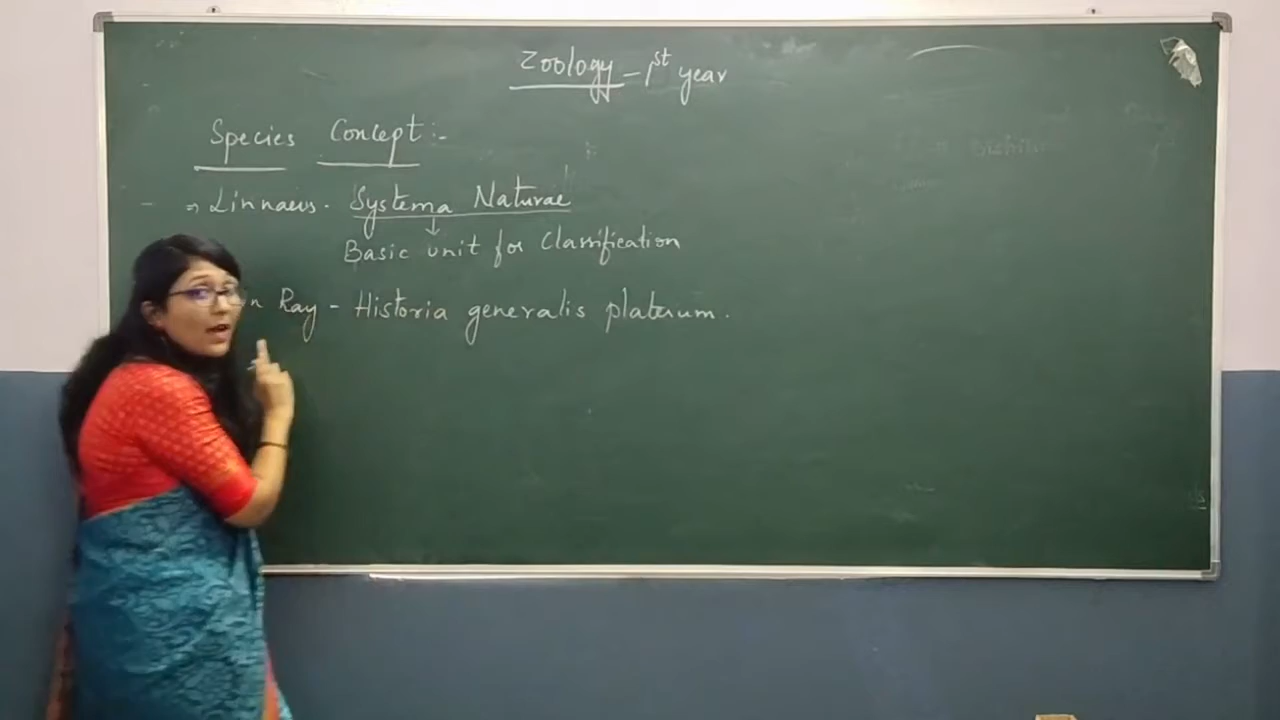 Zoology - 1st year
Species Concept :-
⇒ Linnaeus. Systema Naturae
↓
Basic unit for Classification
n Ray - Historia generalis platerum.